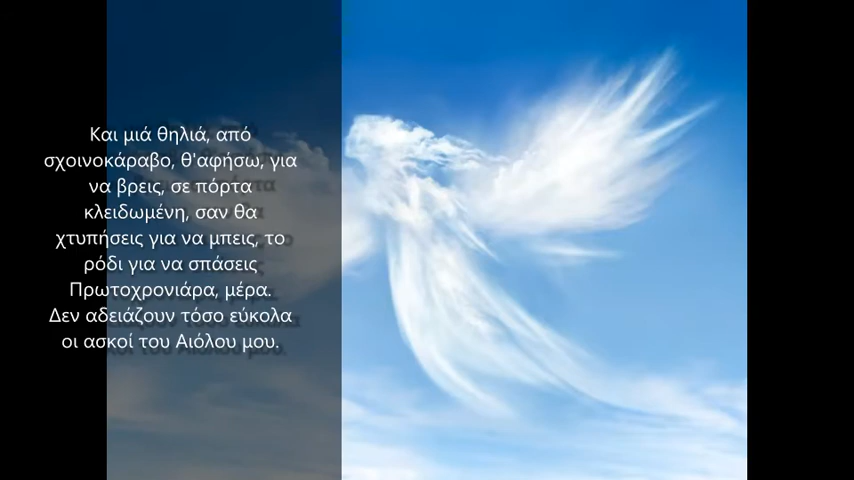 Και μιά θηλιά, από
σχοινοκάραβο, θ'αφήσω, για
να βρεις, σε πόρτα
κλειδωμένη, σαν θα
χτυπήσεις για να μπεις, το
ρόδι για να σπάσεις
Πρωτοχρονιάρα, μέρα.
Δεν αδειάζουν τόσο εύκολα
οι ασκοί του Αιόλου μου.